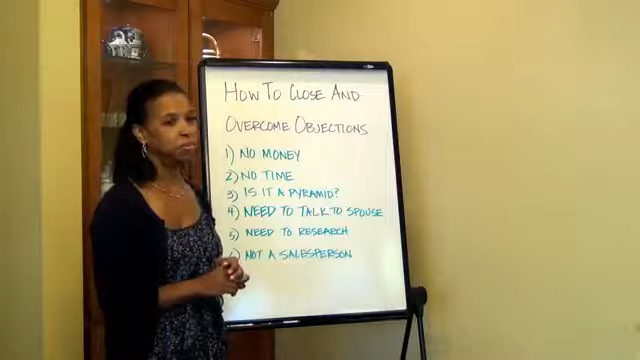 How To Close And
Overcome Objections
1) No Money
2) No Time
3) Is it a Pyramid?
4) Need to Talk to Spouse
5) Need to Research
6) Not a Salesperson